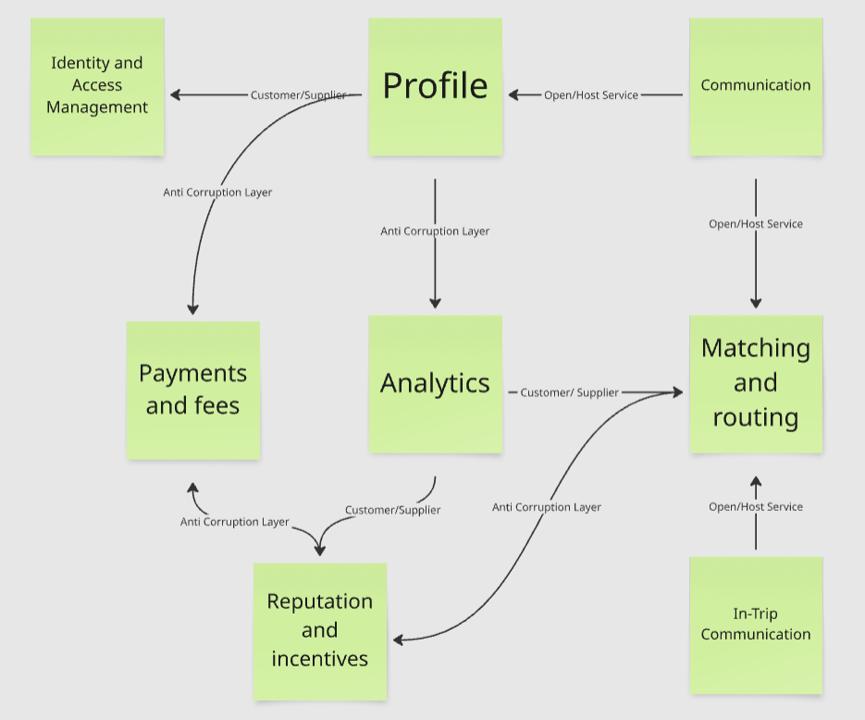 Identity and
Access
Management
Customer/Supplier
Profile
Open/Host Service
Communication
Anti Corruption Layer
Anti Corruption Layer
Open/Host Service
Payments
and fees
Analytics
Customer/ Supplier
Matching
and
routing
Anti Corruption Layer
Customer/Supplier
Anti Corruption Layer
Open/Host Service
Reputation
and
incentives
In-Trip
Communication